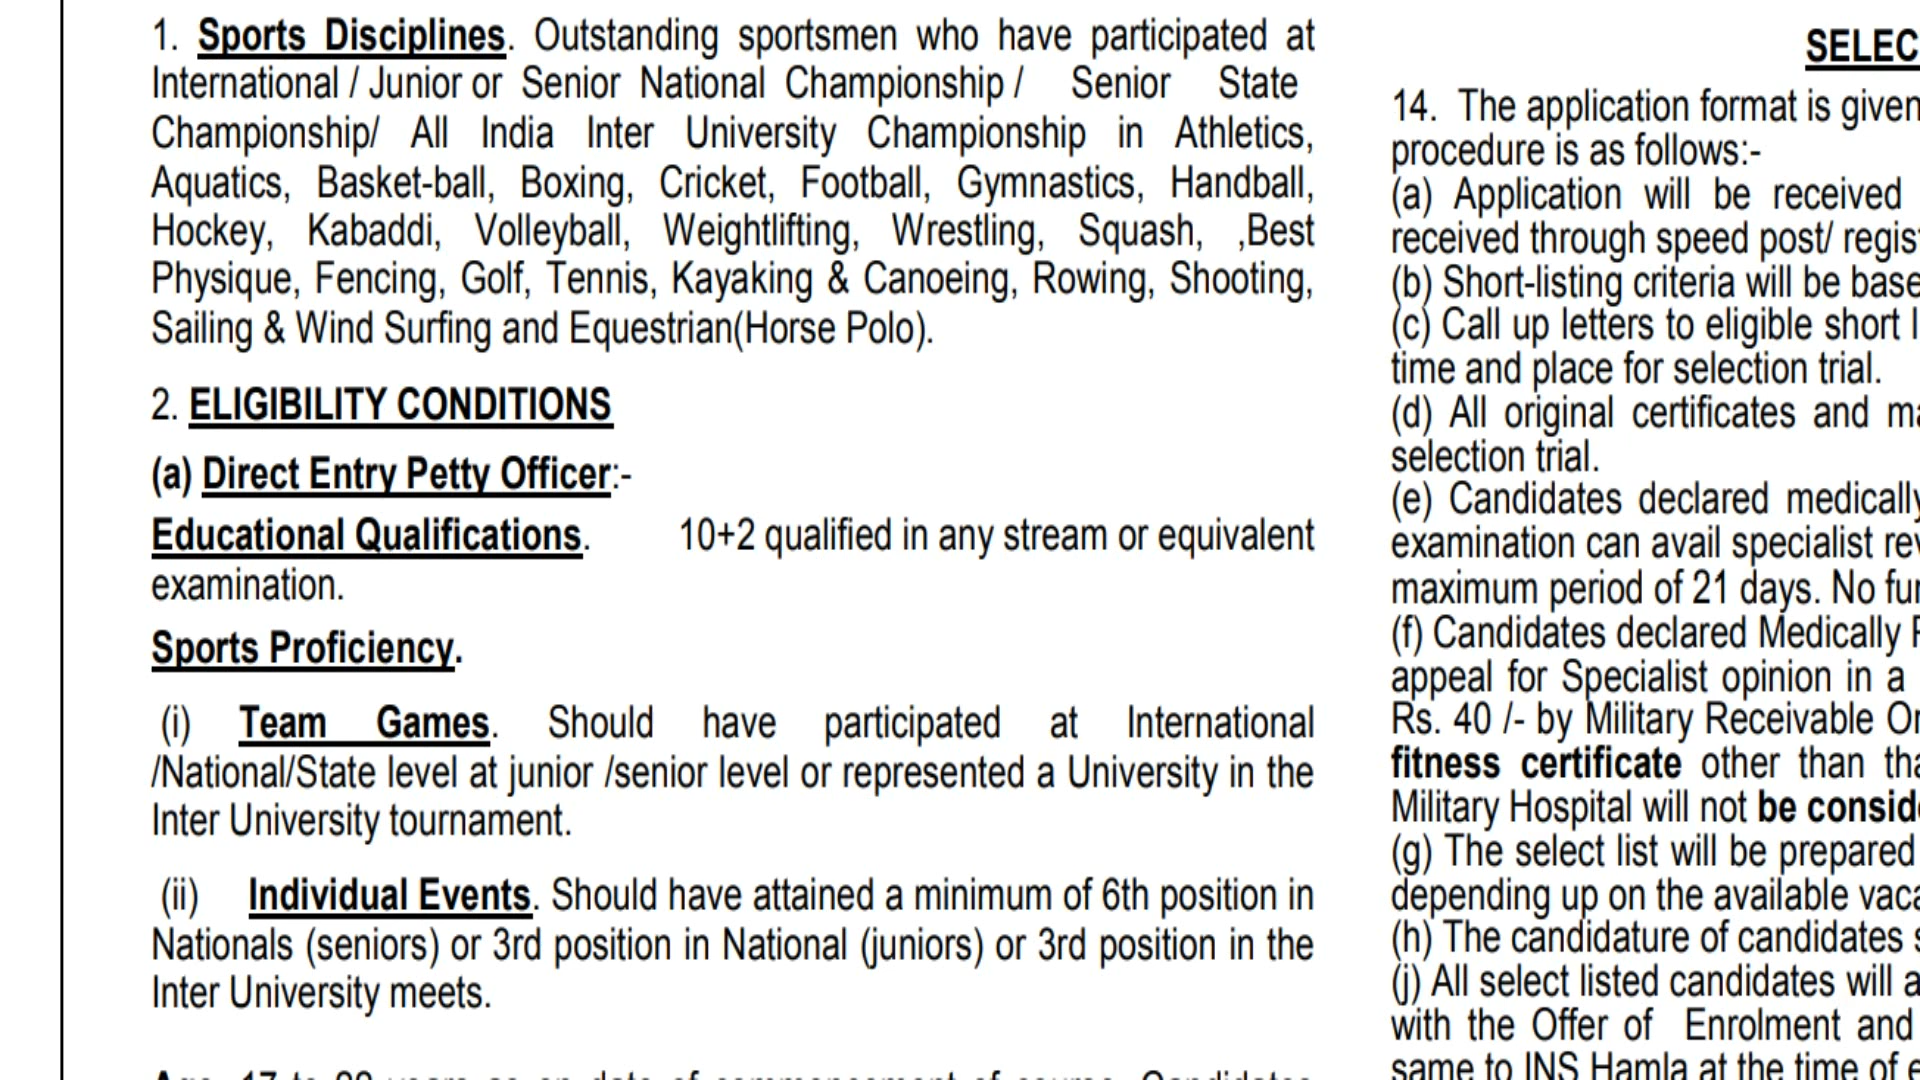 1. Sports Disciplines. Outstanding sportsmen who have participated at
International / Junior or Senior National Championship / Senior State
Championship/ All India Inter University Championship in Athletics,
Aquatics, Basket-ball, Boxing, Cricket, Football, Gymnastics, Handball,
Hockey, Kabaddi, Volleyball, Weightlifting, Wrestling, Squash, ,Best
Physique, Fencing, Golf, Tennis, Kayaking & Canoeing, Rowing, Shooting,
Sailing & Wind Surfing and Equestrian(Horse Polo).
2. ELIGIBILITY CONDITIONS
(a) Direct Entry Petty Officer:-
Educational Qualifications. 10+2 qualified in any stream or equivalent
examination.
Sports Proficiency.
(i) Team Games. Should have participated at International
/National/State level at junior /senior level or represented a University in the
Inter University tournament.
(ii) Individual Events. Should have attained a minimum of 6th position in
Nationals (seniors) or 3rd position in National (juniors) or 3rd position in the
Inter University meets.
SELEC
14. The application format is given
procedure is as follows:-
(a) Application will be received
received through speed post/ regis
(b) Short-listing criteria will be base
(c) Call up letters to eligible short l
time and place for selection trial.
(d) All original certificates and ma
selection trial.
(e) Candidates declared medically
examination can avail specialist rev
maximum period of 21 days. No fur
(f) Candidates declared Medically
appeal for Specialist opinion in a
Rs. 40 /- by Military Receivable Or
fitness certificate other than tha
Military Hospital will not be conside
(g) The select list will be prepared
depending up on the available vaca
(h) The candidature of candidates s
(j) All select listed candidates will a
with the Offer of Enrolment and
same to INS Hamla at the time of e